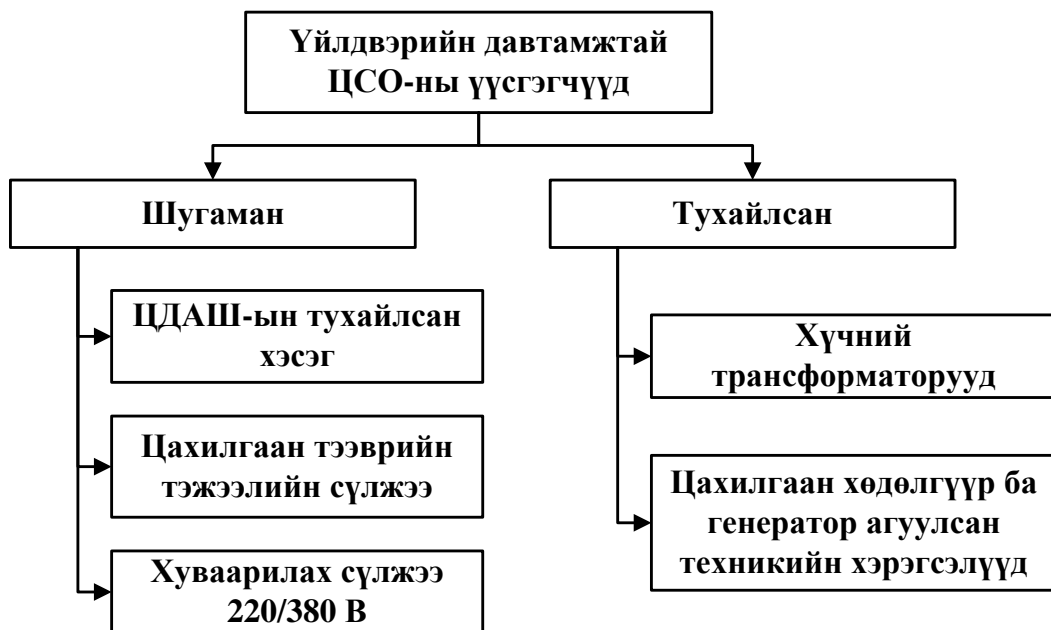 Үйлдвэрийн давтамжтай
ЦСО-ны үүсгэгчүүд
Шугаман
Тухайлсан
ЦДАШ-ын тухайлсан
хэсэг
Цахилгаан тээврийн
тэжээлийн сүлжээ
Хуваарилах сүлжээ
220/380 В
Хүчний
трансформаторууд
Цахилгаан хөдөлгүүр ба
генератор агуулсан
техникийн хэрэгсэлүүд